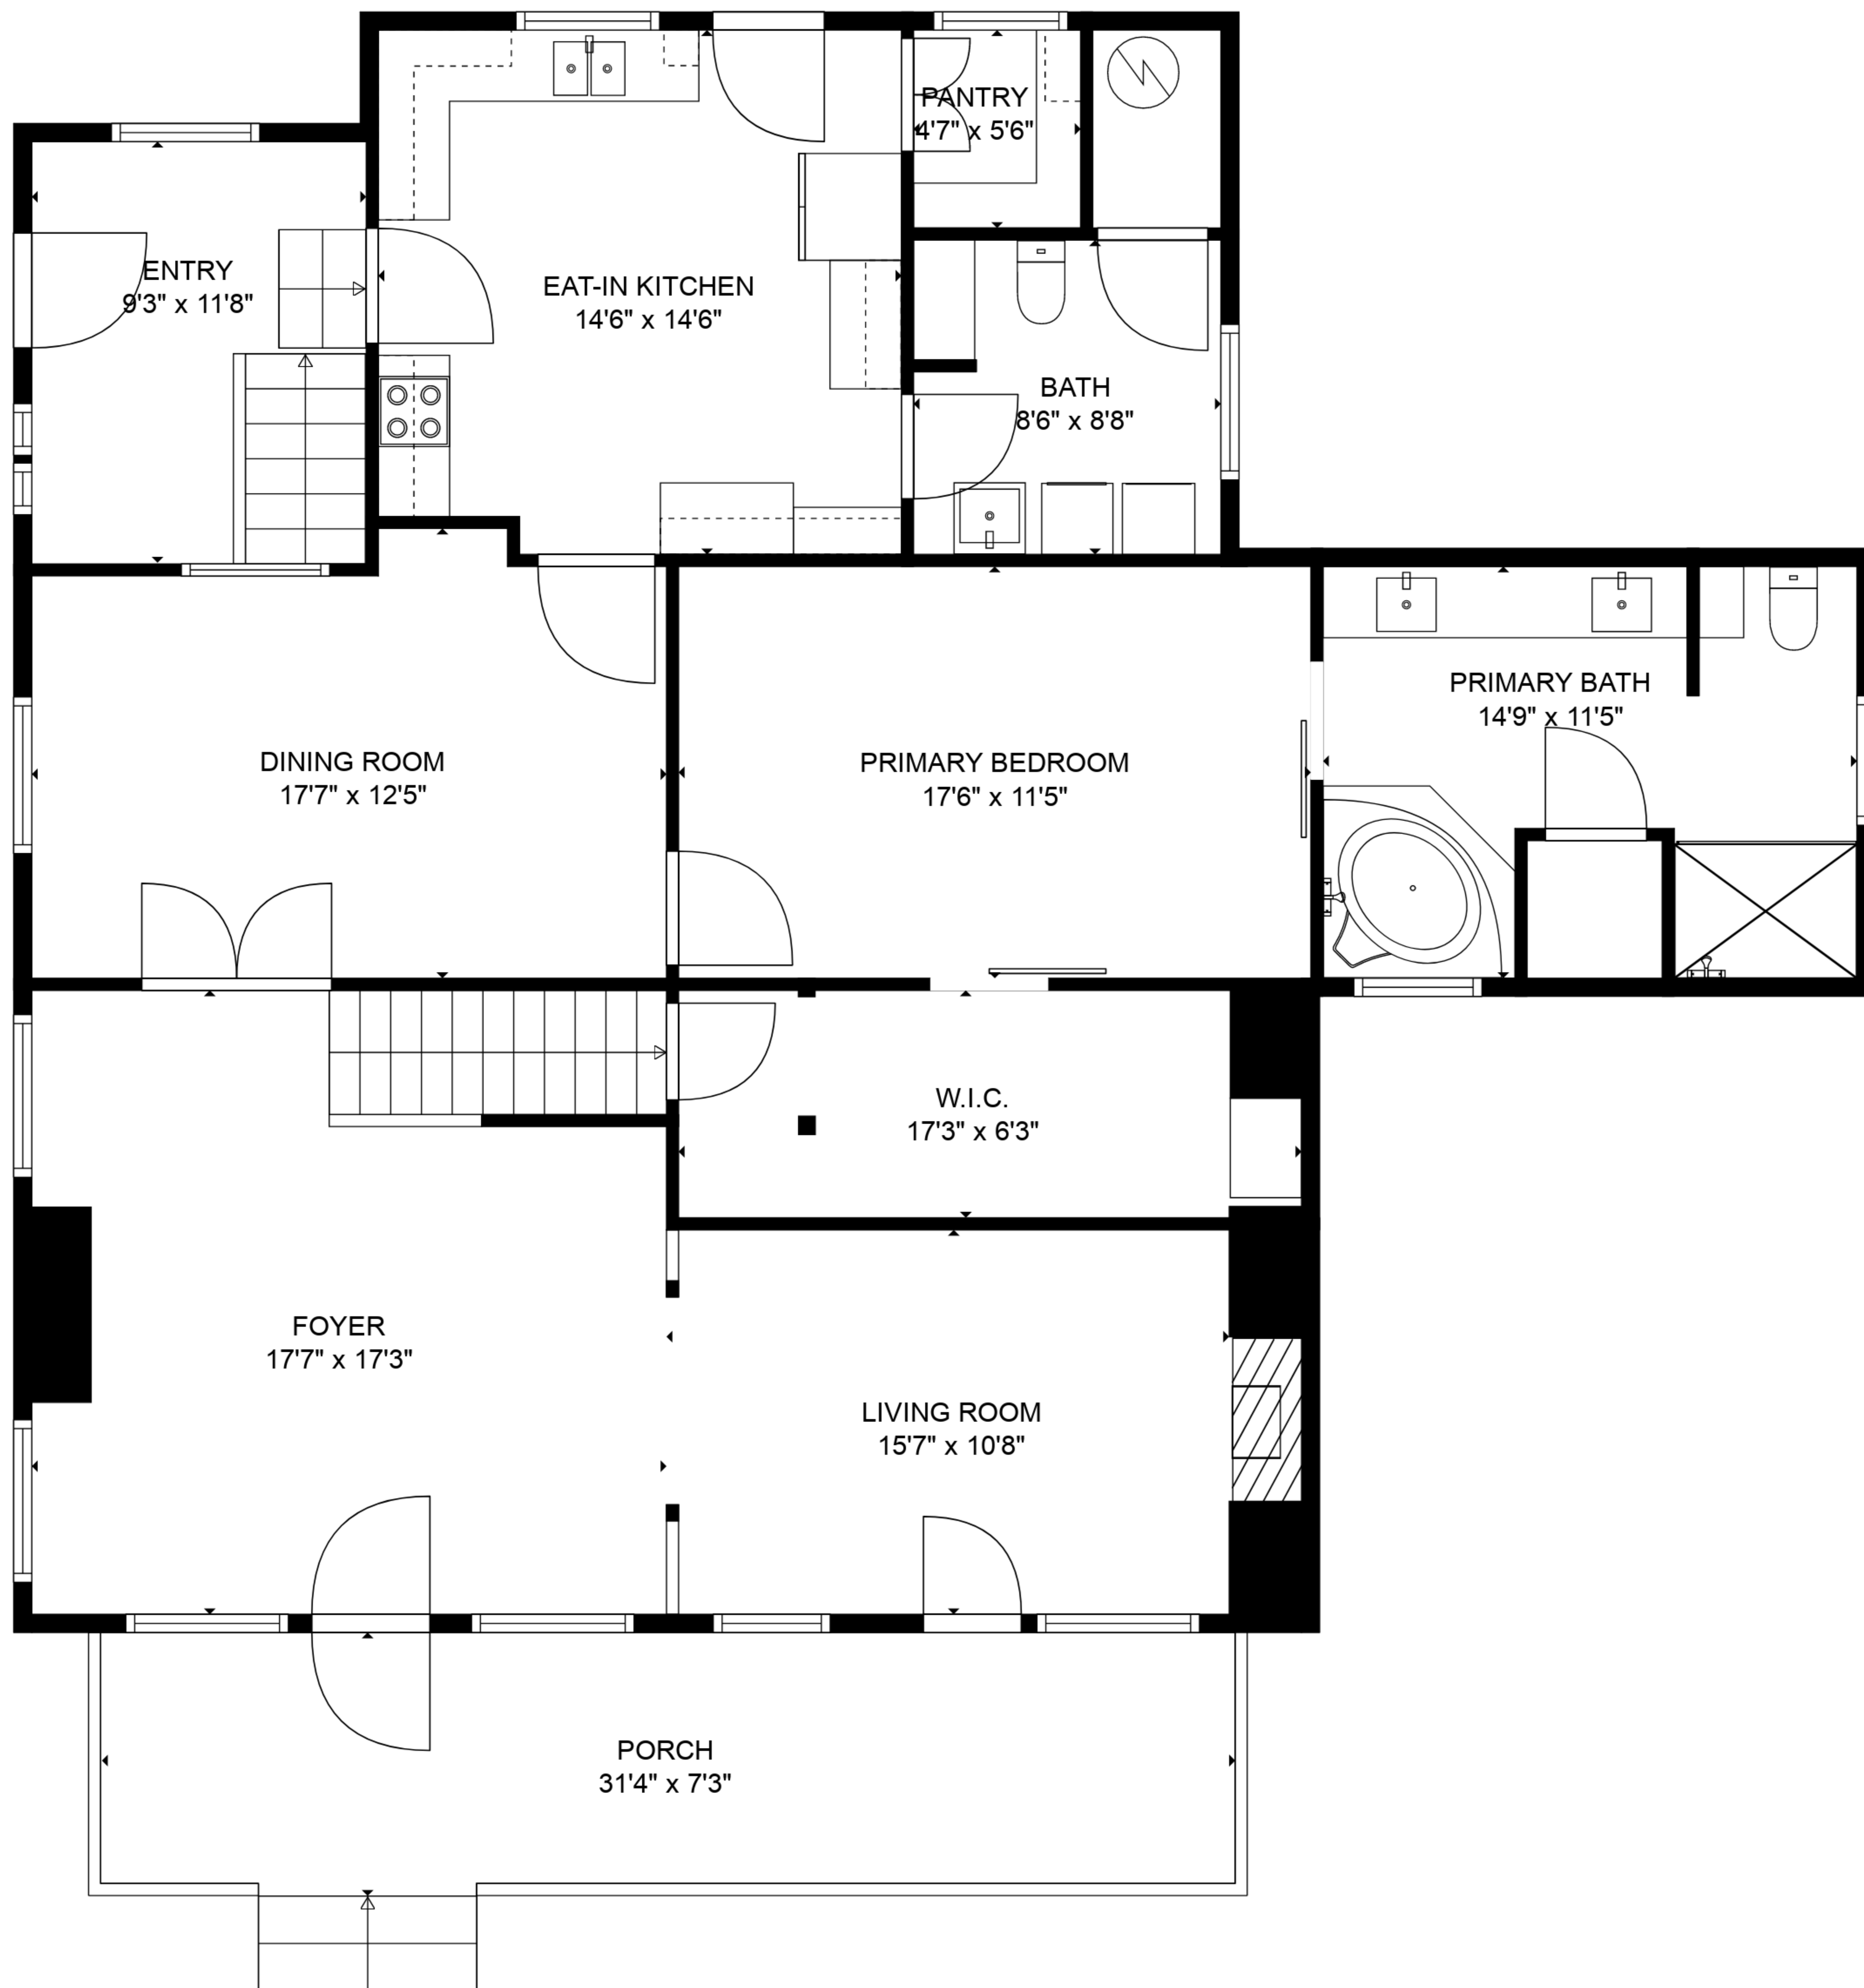 PANTRY
4'7" x 5'6"
ENTRY
9'3" x 11'8"
EAT-IN KITCHEN
14'6" x 14'6"
BATH
8'6" x 8'8"
PRIMARY BATH
14'9" x 11'5"
DINING ROOM
17'7" x 12'5"
PRIMARY BEDROOM
17'6" x 11'5"
W.I.C.
17'3" x 6'3"
FOYER
17'7" x 17'3"
LIVING ROOM
15'7" x 10'8"
PORCH
31'4" x 7'3"